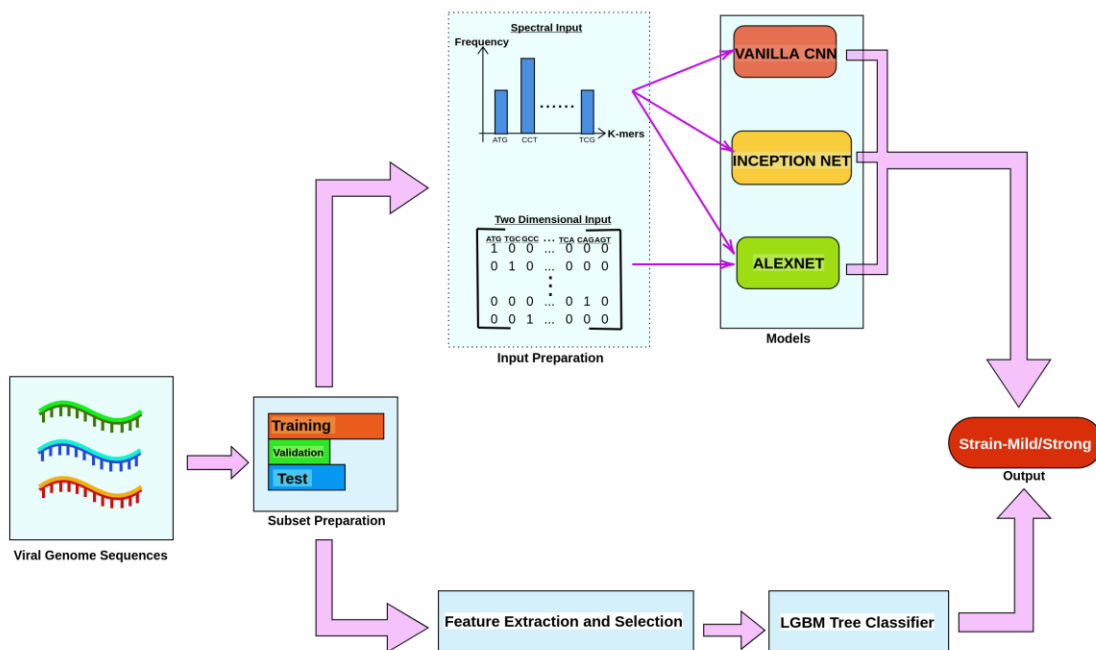 Spectral Input
Frequency
......
K-mers
ATG CCT TCG
Two Dimensional Input
ATG TGC GCC ... TCA CAG AGT
1 0 0 ... 0 0 0
0 1 0 ... 0 0 0
0 0 0 ... 0 1 0
0 0 1 ... 0 0 0
Input Preparation
VANILLA CNN
INCEPTION NET
ALEXNET
Models
Viral Genome Sequences
Training
Validation
Test
Subset Preparation
Feature Extraction and Selection
LGBM Tree Classifier
Strain-Mild/Strong
Output